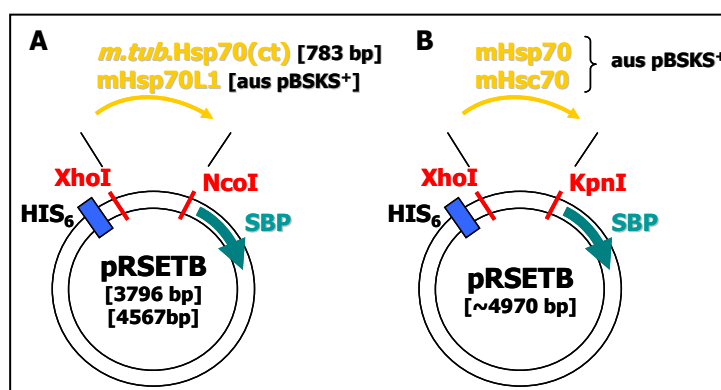 A
m.tub.Hsp70(ct) [783 bp]
mHsp70L1 [aus pBSKS+]
XhoI
NcoI
HIS6
SBP
pRSETB
[3796 bp]
[4567bp]
B
mHsp70
mHsc70
aus pBSKS+
XhoI
KpnI
HIS6
SBP
pRSETB
[~4970 bp]